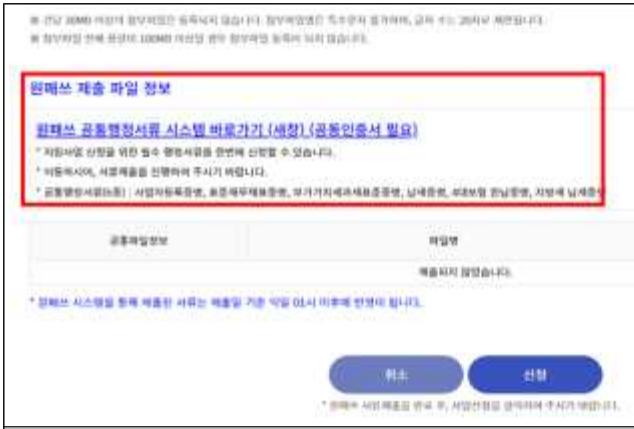 ※ 건당 30MB 이상의 첨부파일은 등록되지 않습니다. 첨부파일명은 특수문자 불가하며, 글자 수는 20자로 제한됩니다.
※ 첨부파일 전체 용량이 100MB 이상일 경우 첨부파일 등록이 되지 않습니다.
원패쓰 제출 파일 정보
원패쓰 공통행정서류 시스템 바로가기 (새창) (공동인증서 필요)
* 지원사업 신청을 위한 필수 행정서류를 한번에 신청할 수 있습니다.
* 이동하시어, 서류제출을 진행하여 주시기 바랍니다.
* 공통행정서류(6종) : 사업자등록증명, 표준재무제표증명, 부가가치세과세표준증명, 납세증명, 4대보험 완납증명, 지방세 납세증명
공통파일정보 파일명
제출되지 않았습니다.
* 원패쓰 시스템을 통해 제출된 서류는 제출일 기준 익일 01시 이후에 반영이 됩니다.
취소 신청
* 원패쓰 서류제출을 완료 후, 사업신청을 클릭하여 주시기 바랍니다.